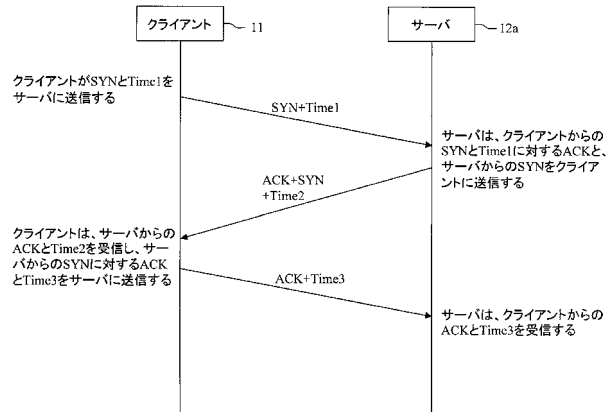 クライアント
11
サーバ
12a
クライアントがSYNとTime1を
サーバに送信する
SYN+Time1
サーバは、クライアントからの
SYNとTime1に対するACKと、
サーバからのSYNをクライア
ントに送信する
ACK+SYN
+Time2
クライアントは、サーバからの
ACKとTime2を受信し、サー
バからのSYNに対するACK
とTime3をサーバに送信する
ACK+Time3
サーバは、クライアントからの
ACKとTime3を受信する